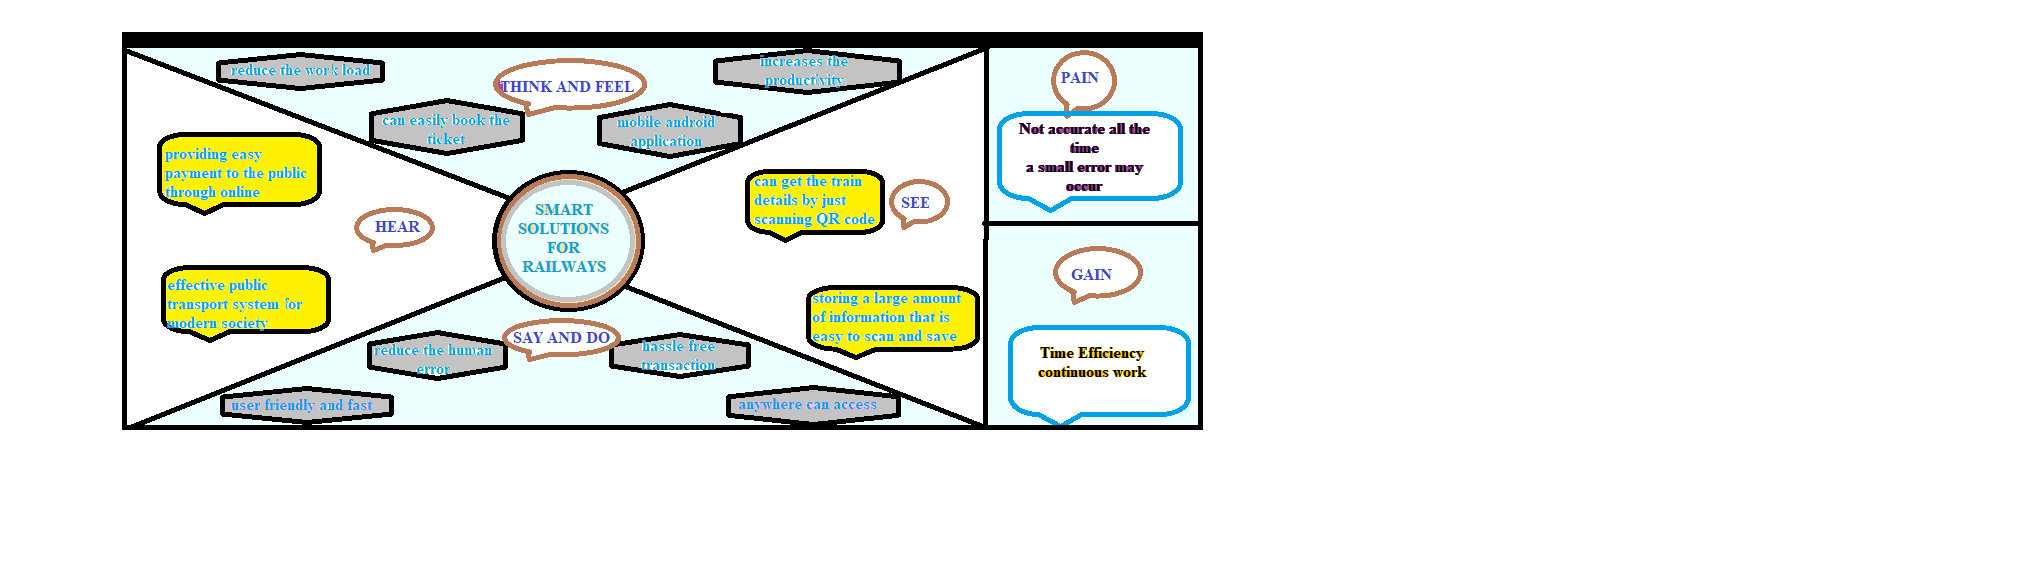 reduce the work load
THINK AND FEEL
increases the
productivity
can easily book the
ticket
mobile android
application
PAIN
Not accurate all the
time
a small error may
occur
providing easy
payment to the public
through online
HEAR
effective public
transport system for
modern society
SMART
SOLUTIONS
FOR
RAILWAYS
can get the train
details by just
scanning QR code
SEE
storing a large amount
of information that is
easy to scan and save
GAIN
Time Efficiency
continuous work
SAY AND DO
reduce the human
error
hassle free
transaction
user friendly and fast
anywhere can access